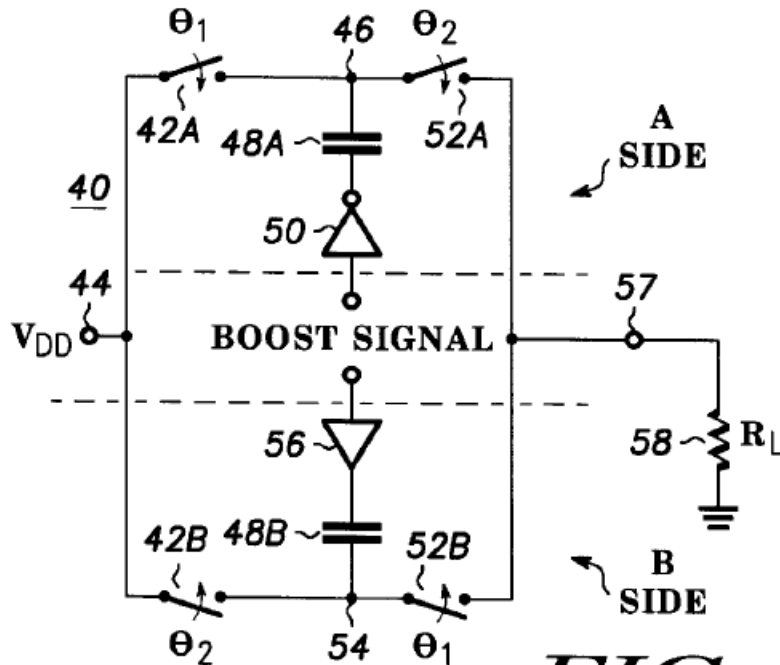 Θ1 46 Θ2
42A 48A 52A
A
SIDE
40
50
44 57
VDD BOOST SIGNAL
56 58 RL
42B 48B 52B
B
SIDE
Θ2 54 Θ1